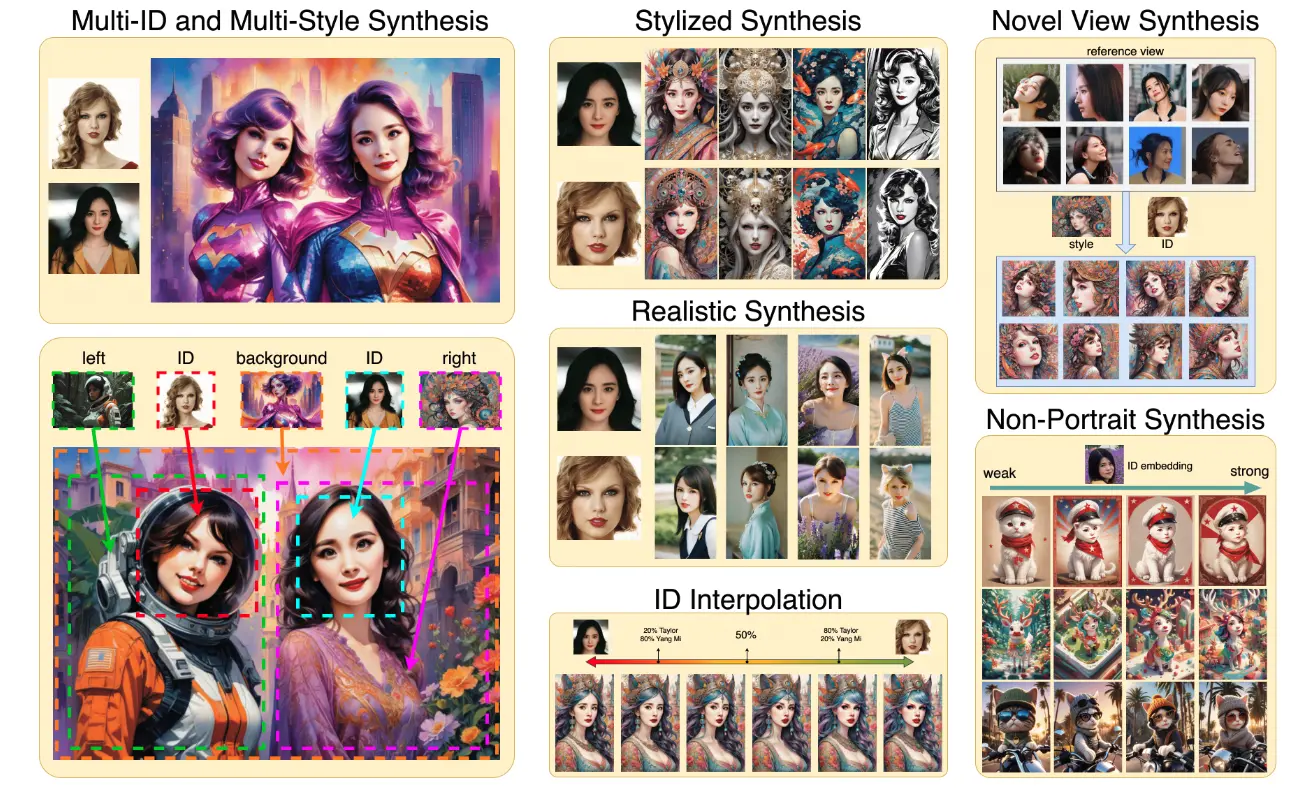 Multi-ID and Multi-Style Synthesis
left
ID
background
ID
right
Stylized Synthesis
Realistic Synthesis
ID Interpolation
20% Taylor
80% Yang Mi
50%
80% Taylor
20% Yang Mi
Novel View Synthesis
reference view
style
ID
Non-Portrait Synthesis
weak
ID embedding
strong